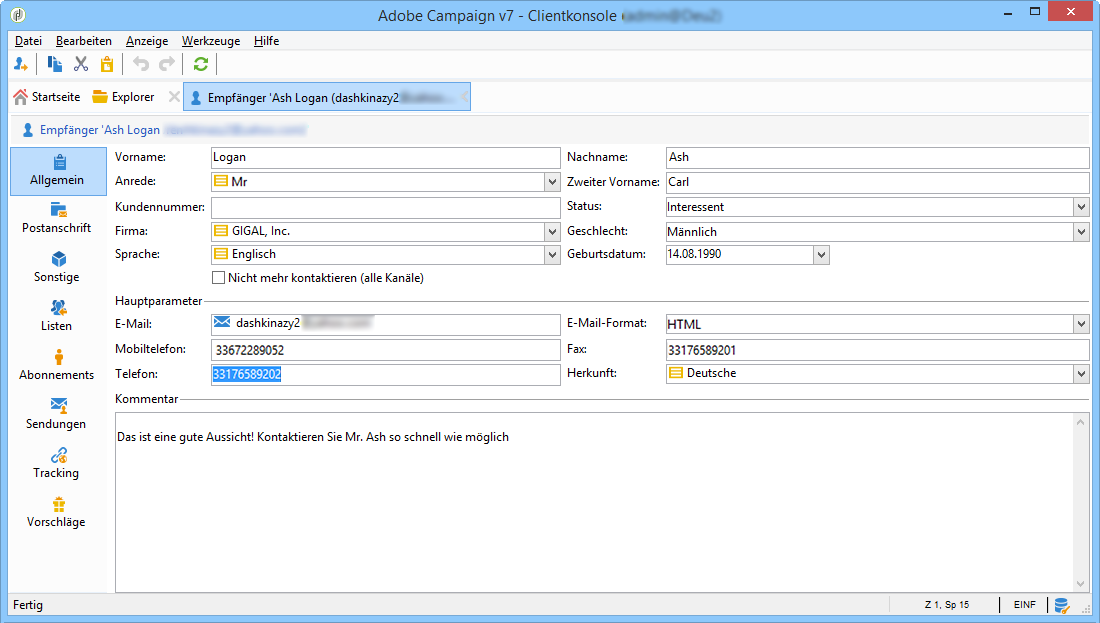 Adobe Campaign v7 - Clientkonsole
Datei Bearbeiten Anzeige Werkzeuge Hilfe
Startseite Explorer Empfänger 'Ash Logan (dashkinazy2
Empfänger 'Ash Logan
Allgemein
Postanschrift
Sonstige
Listen
Abonnements
Sendungen
Tracking
Vorschläge
Vorname: Logan Nachname: Ash
Anrede: Mr Zweiter Vorname: Carl
Kundennummer: Status: Interessent
Firma: GIGAL, Inc. Geschlecht: Männlich
Sprache: Englisch Geburtsdatum: 14.08.1990
Nicht mehr kontaktieren (alle Kanäle)
Hauptparameter
E-Mail: dashkinazy2 E-Mail-Format: HTML
Mobiltelefon: 33672289052 Fax: 33176589201
Telefon: 33176589202 Herkunft: Deutsche
Kommentar
Das ist eine gute Aussicht! Kontaktieren Sie Mr. Ash so schnell wie möglich
Fertig Z 1, Sp 15 EINF